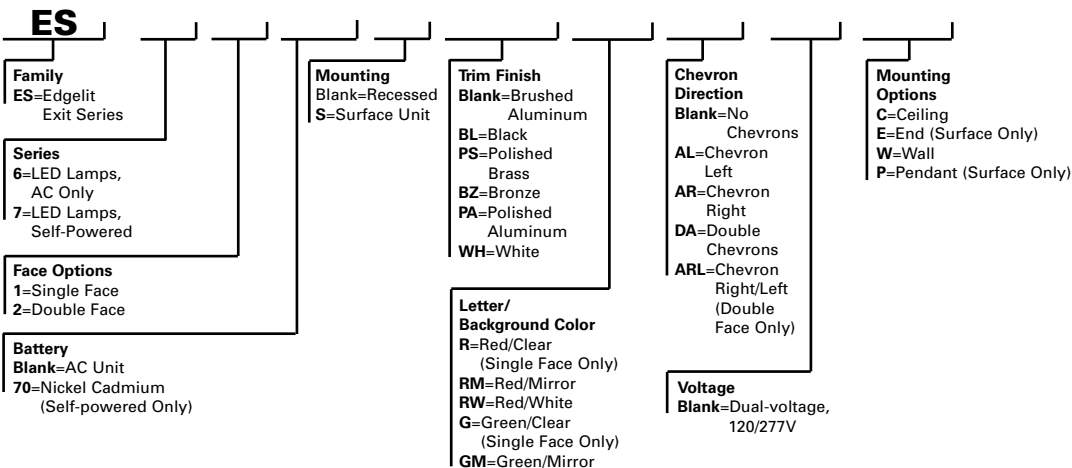 ES
Family
ES=Edgelit
Exit Series
Series
6=LED Lamps,
AC Only
7=LED Lamps,
Self-Powered
Face Options
1=Single Face
2=Double Face
Battery
Blank=AC Unit
70=Nickel Cadmium
(Self-powered Only)
Mounting
Blank=Recessed
S=Surface Unit
Trim Finish
Blank=Brushed
Aluminum
BL=Black
PS=Polished
Brass
BZ=Bronze
PA=Polished
Aluminum
WH=White
Letter/
Background Color
R=Red/Clear
(Single Face Only)
RM=Red/Mirror
RW=Red/White
G=Green/Clear
(Single Face Only)
GM=Green/Mirror
Chevron
Direction
Blank=No
Chevrons
AL=Chevron
Left
AR=Chevron
Right
DA=Double
Chevrons
ARL=Chevron
Right/Left
(Double
Face Only)
Voltage
Blank=Dual-voltage,
120/277V
Mounting
Options
C=Ceiling
E=End (Surface Only)
W=Wall
P=Pendant (Surface Only)